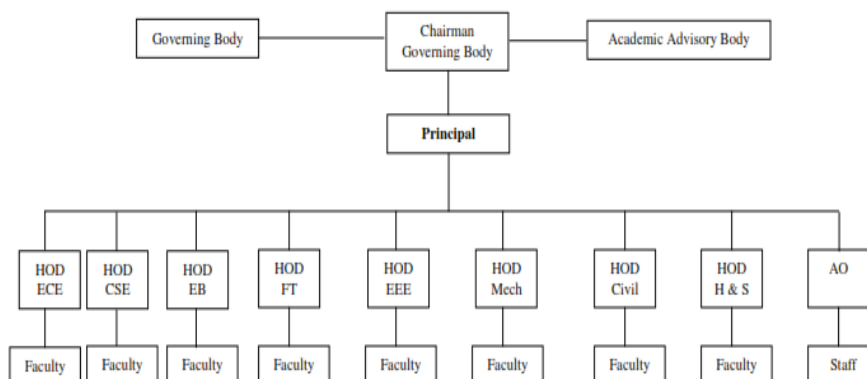 Governing Body
Chairman
Governing Body
Academic Advisory Body
Principal
HOD
ECE
HOD
CSE
HOD
EB
HOD
FT
HOD
EEE
HOD
Mech
HOD
Civil
HOD
H & S
AO
Faculty
Faculty
Faculty
Faculty
Faculty
Faculty
Faculty
Faculty
Staff